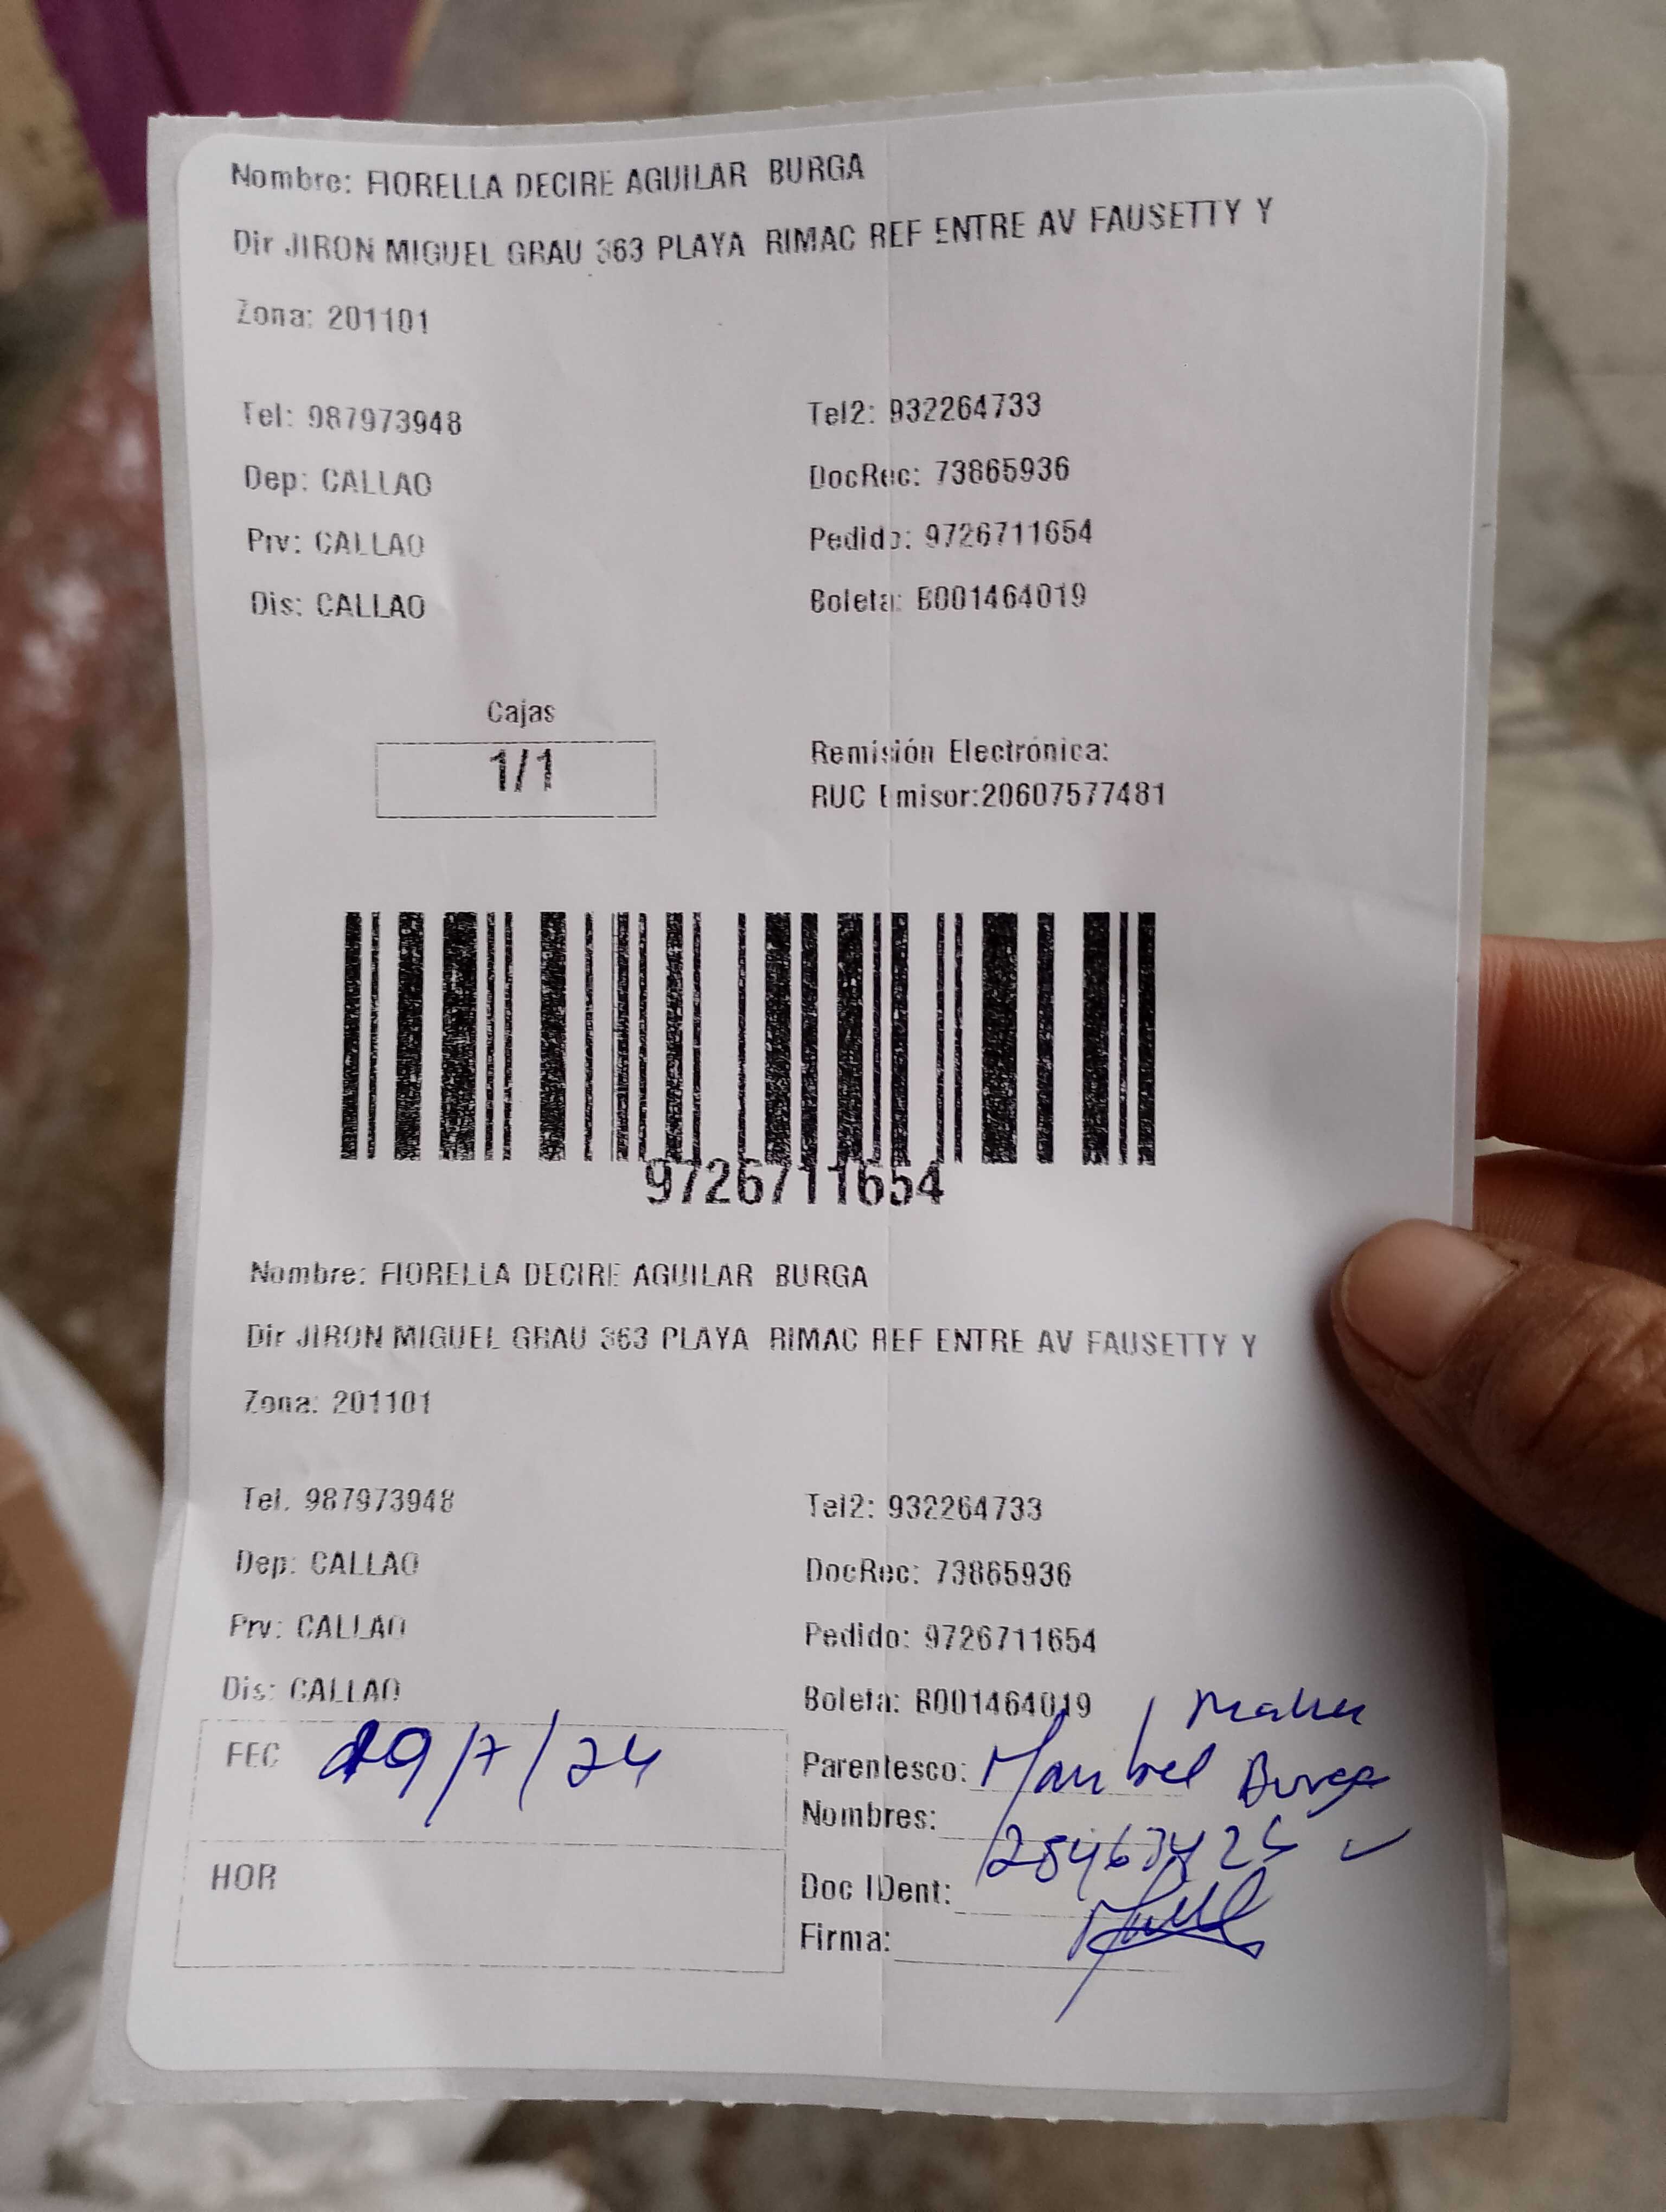 Nombre: FIORELLA DECIRE AGUILAR BURGA
Dir JIRON MIGUEL GRAU 363 PLAYA RIMAC REF ENTRE AV FAUSETTY Y
Zona: 201101
Tel: 987973948 Tel2: 932264733
Dep: CALLAO DocRec: 73865936
Prv: CALLAO Pedido: 9726711654
Dis: CALLAO Boleta: B001464019
Cajas
1/1
Remisión Electrónica:
RUC Emisor:20607577481
9726711654
Nombre: FIORELLA DECIRE AGUILAR BURGA
Dir JIRON MIGUEL GRAU 363 PLAYA RIMAC REF ENTRE AV FAUSETTY Y
Zona: 201101
Tel. 987973948 Tel2: 932264733
Dep: CALLAO DocRec: 73865936
Prv: CALLAO Pedido: 9726711654
Dis: CALLAO Boleta: B001464019
FEC /7/24 Parentesco: Maribel Burga
Nombres:
HOR Doc IDent:
Firma: